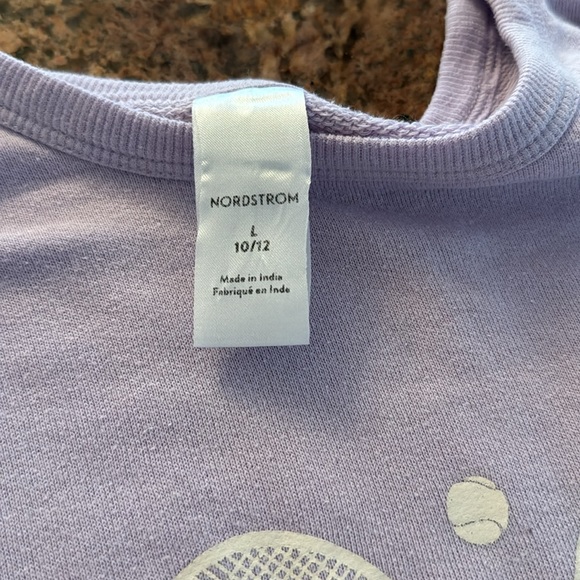 NORDSTROM
L
10/12
Made in India
Fabriqué en Inde